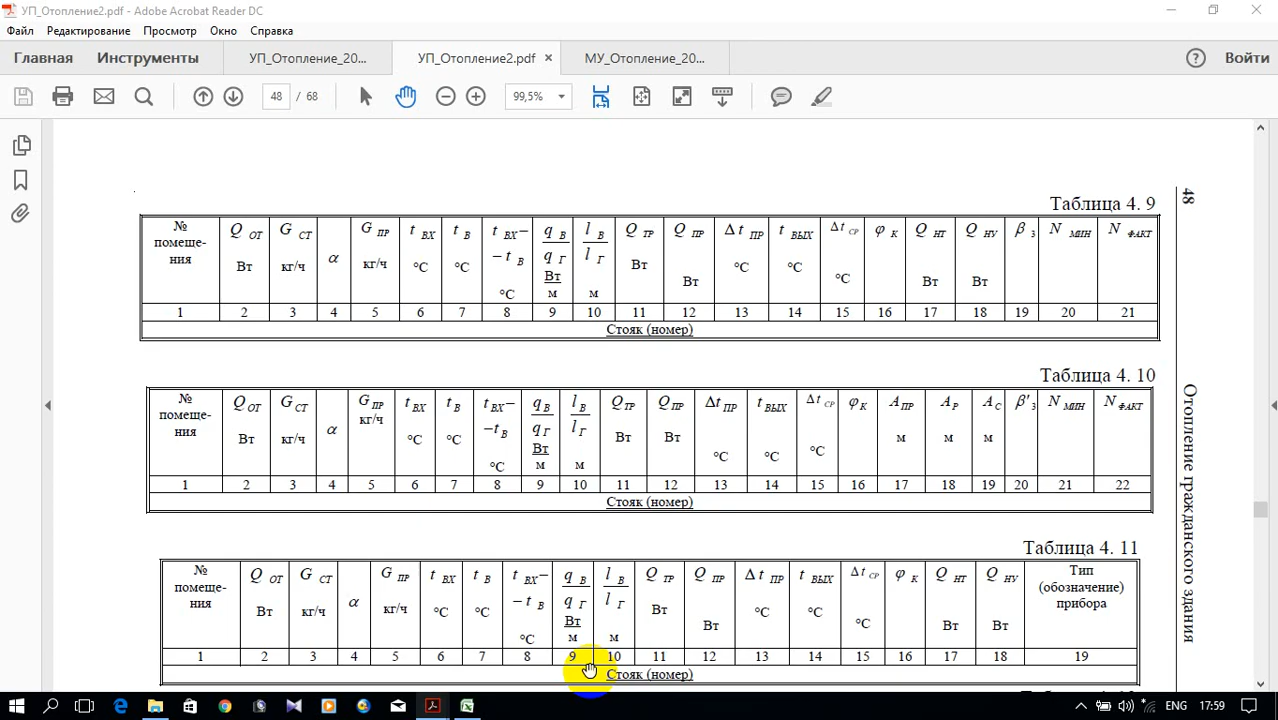 УП_Отопление2.pdf - Adobe Acrobat Reader DC
Файл Редактирование Просмотр Окно Справка
Главная Инструменты УП_Отопление_20... УП_Отопление2.pdf × МУ_Отопление_20... Войти
48 / 68 99,5%
48
Отопление гражданского здания
Таблица 4. 9
№ помеще- ния Q ОТ Вт G СТ кг/ч α G ПР кг/ч t ВХ °C t В °C t ВХ − − t В °C q В q Г Вт м l В l Г м Q ТР Вт Q ПР Вт Δ t ПР °C t ВЫХ °C Δ t СР °C φ К Q НТ Вт Q НУ Вт β 3 N МИН N ФАКТ
1 2 3 4 5 6 7 8 9 10 11 12 13 14 15 16 17 18 19 20 21
Стояк (номер)
Таблица 4. 10
№ помеще- ния Q ОТ Вт G СТ кг/ч α G ПР кг/ч t ВХ °C t В °C t ВХ − − t В °C q В q Г Вт м l В l Г м Q ТР Вт Q ПР Вт Δt ПР °C t ВЫХ °C Δ t СР °C φ К А ПР м А Р м А С м β' 3 N МИН N ФАКТ
1 2 3 4 5 6 7 8 9 10 11 12 13 14 15 16 17 18 19 20 21 22
Стояк (номер)
Таблица 4. 11
№ помеще- ния Q ОТ Вт G СТ кг/ч α G ПР кг/ч t ВХ °C t В °C t ВХ − − t В °C q В q Г Вт м l В l Г м Q ТР Вт Q ПР Вт Δ t ПР °C t ВЫХ °C Δ t СР °C φ К Q НТ Вт Q НУ Вт Тип (обозначение) прибора
1 2 3 4 5 6 7 8 9 10 11 12 13 14 15 16 17 18 19
Стояк (номер)
ENG 17:59